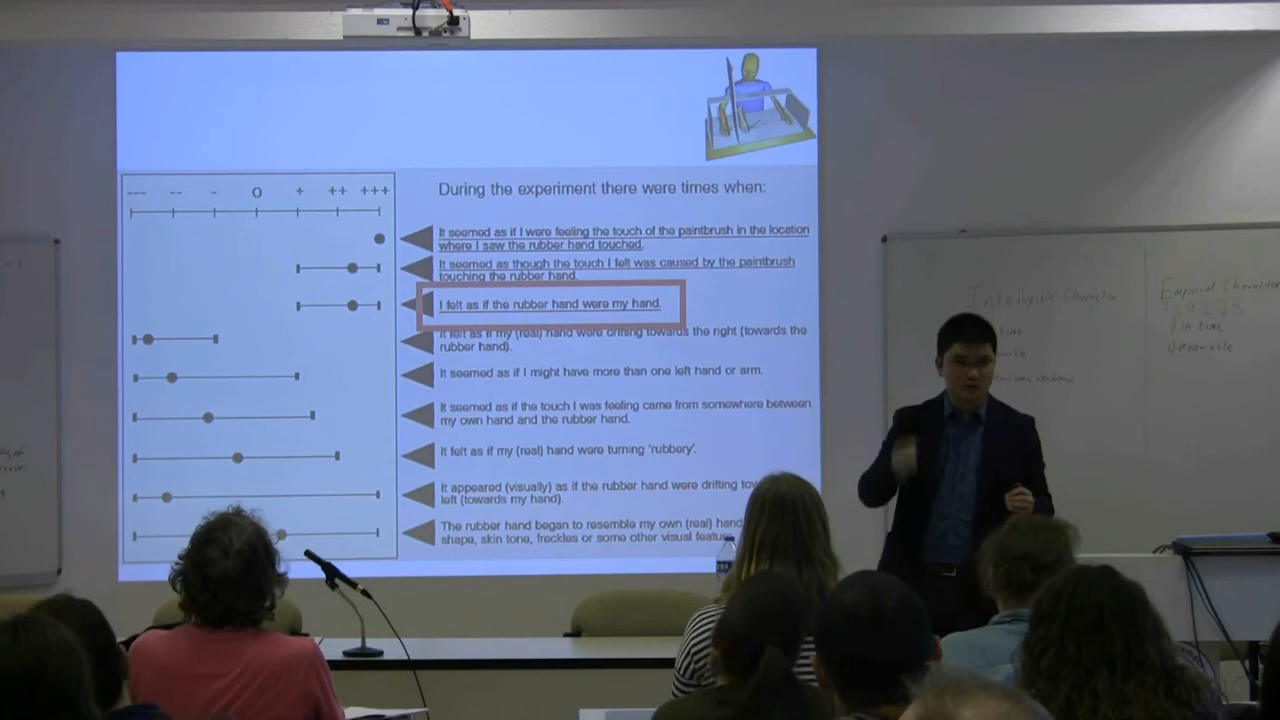 --- -- - O + ++ +++
During the experiment there were times when:
It seemed as if I were feeling the touch of the paintbrush in the location
where I saw the rubber hand touched.
It seemed as though the touch I felt was caused by the paintbrush
touching the rubber hand.
I felt as if the rubber hand were my hand.
It felt as if my (real) hand were drifting towards the right (towards the
rubber hand).
It seemed as if I might have more than one left hand or arm.
It seemed as if the touch I was feeling came from somewhere between
my own hand and the rubber hand.
It felt as if my (real) hand were turning 'rubbery'.
It appeared (visually) as if the rubber hand were drifting
left (towards my hand).
The rubber hand began to resemble my own (real) hand
shape, skin tone, freckles or some other visual
Intelligible Character
Empirical Character
in time